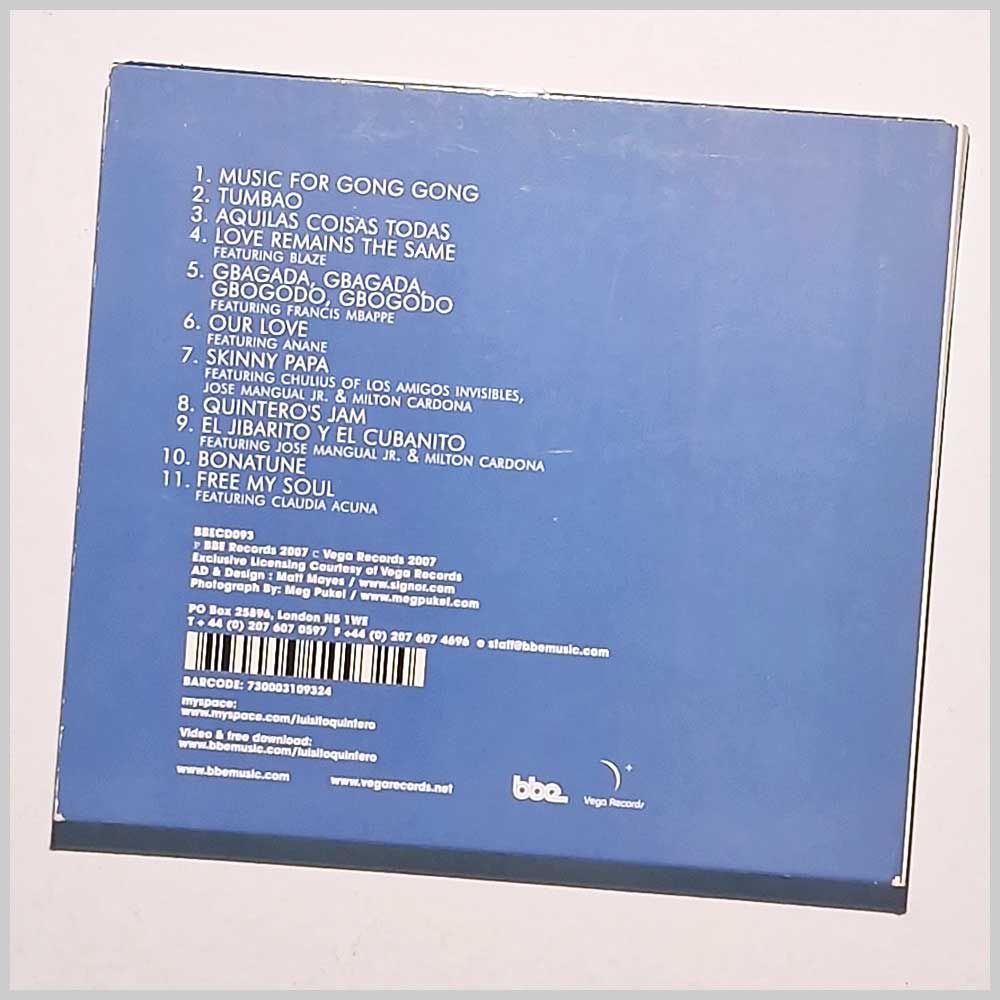 1. MUSIC FOR GONG GONG
2. TUMBAO
3. AQUILAS COISAS TODAS
4. LOVE REMAINS THE SAME
FEATURING BLAZE
5. GBAGADA, GBAGADA,
GBOGODO, GBOGODO
FEATURING FRANCIS MBAPPE
6. OUR LOVE
FEATURING ANANE
7. SKINNY PAPA
FEATURING CHULIUS OF LOS AMIGOS INVISIBLES,
JOSE MANGUAL JR. & MILTON CARDONA
8. QUINTERO'S JAM
9. EL JIBARITO Y EL CUBANITO
FEATURING JOSE MANGUAL JR. & MILTON CARDONA
10. BONATUNE
11. FREE MY SOUL
FEATURING CLAUDIA ACUNA
BBECD093
P BBE Records 2007 C Vega Records 2007
Exclusive Licensing Courtesy of Vega Records
AD & Design : Matt Mayes / www.signor.com
Photograph By: Meg Pukel / www.megpukel.com
PO Box 25896, London N5 1WE
T + 44 (0) 207 607 0597 F +44 (0) 207 607 4696 e staff@bbemusic.com
BARCODE: 730003109324
myspace:
www.myspace.com/luisitoquintero
Video & free download:
www.bbemusic.com/luisitoquintero
www.bbemusic.com www.vegarecords.net
bbe
Vega Records